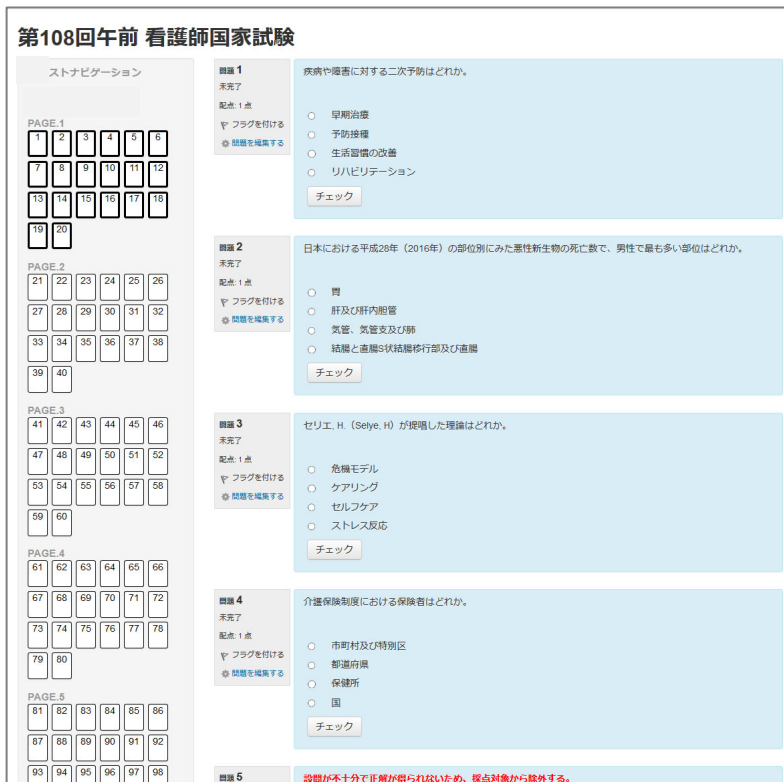 第108回午前 看護師国家試験
ストナビゲーション
PAGE.1
1 2 3 4 5 6
7 8 9 10 11 12
13 14 15 16 17 18
19 20
PAGE.2
21 22 23 24 25 26
27 28 29 30 31 32
33 34 35 36 37 38
39 40
PAGE.3
41 42 43 44 45 46
47 48 49 50 51 52
53 54 55 56 57 58
59 60
PAGE.4
61 62 63 64 65 66
67 68 69 70 71 72
73 74 75 76 77 78
79 80
PAGE.5
81 82 83 84 85 86
87 88 89 90 91 92
93 94 95 96 97 98
問題 1
未完了
配点: 1 点
フラグを付ける
問題を編集する
疾病や障害に対する二次予防はどれか。
早期治療
予防接種
生活習慣の改善
リハビリテーション
チェック
問題 2
未完了
配点: 1 点
フラグを付ける
問題を編集する
日本における平成28年（2016年）の部位別にみた悪性新生物の死亡数で、男性で最も多い部位はどれか。
胃
肝及び肝内胆管
気管、気管支及び肺
結腸と直腸S状結腸移行部及び直腸
チェック
問題 3
未完了
配点: 1 点
フラグを付ける
問題を編集する
セリエ, H.（Selye, H）が提唱した理論はどれか。
危機モデル
ケアリング
セルフケア
ストレス反応
チェック
問題 4
未完了
配点: 1 点
フラグを付ける
問題を編集する
介護保険制度における保険者はどれか。
市町村及び特別区
都道府県
保健所
国
チェック
問題 5
設問が不十分で正解が得られないため、採点対象から除外する。